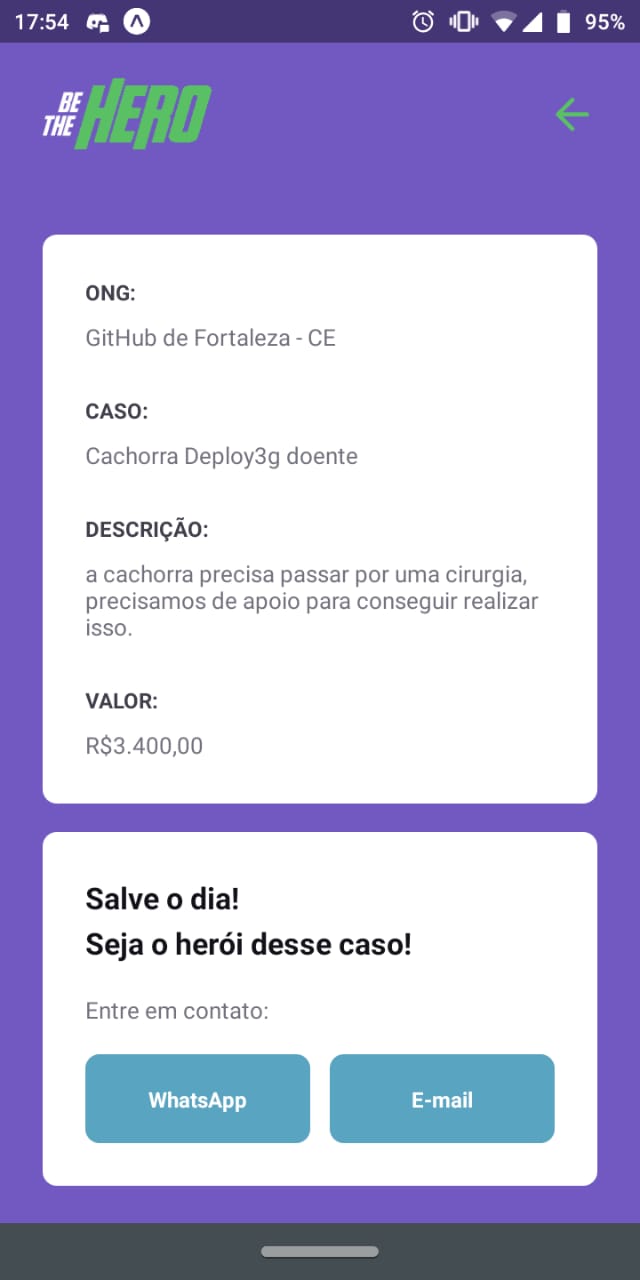 17:54
95%
BE
THE
HERO
ONG:
GitHub de Fortaleza - CE
CASO:
Cachorra Deploy3g doente
DESCRIÇÃO:
a cachorra precisa passar por uma cirurgia,
precisamos de apoio para conseguir realizar
isso.
VALOR:
R$3.400,00
Salve o dia!
Seja o herói desse caso!
Entre em contato:
WhatsApp
E-mail